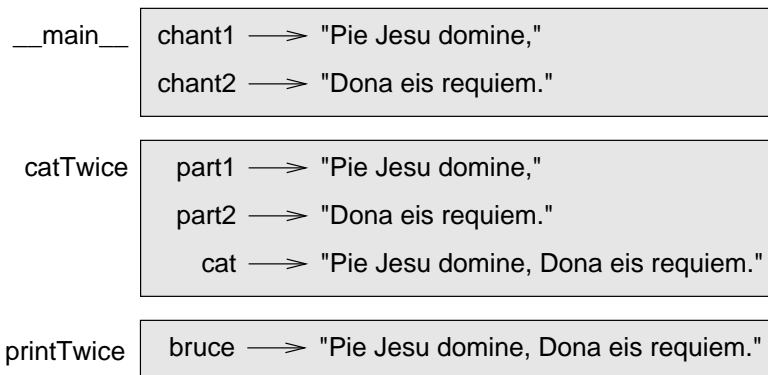 __main__ chant1 "Pie Jesu domine,"
chant2 "Dona eis requiem."
catTwice part1 "Pie Jesu domine,"
part2 "Dona eis requiem."
cat "Pie Jesu domine, Dona eis requiem."
printTwice bruce "Pie Jesu domine, Dona eis requiem."